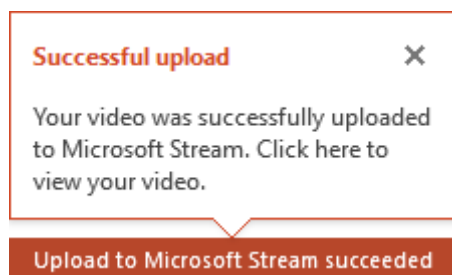 Successful upload
Your video was successfully uploaded
to Microsoft Stream. Click here to
view your video.
Upload to Microsoft Stream succeeded